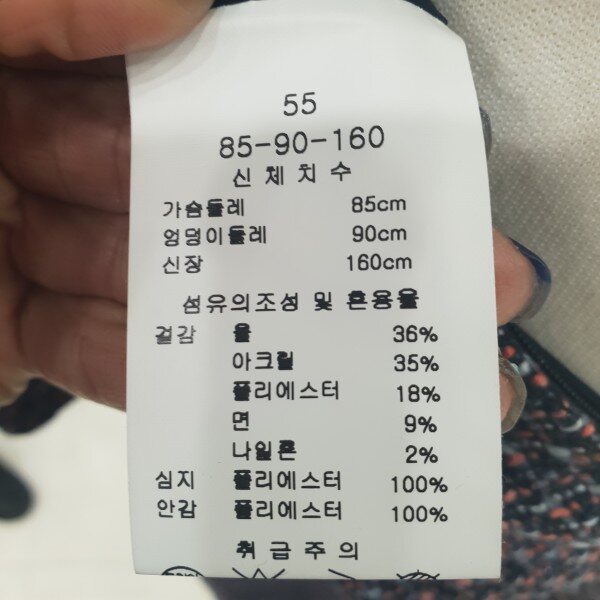 55
85-90-160
신체치수
가슴둘레 85cm
엉덩이둘레 90cm
신장 160cm
섬유의조성 및 혼용율
겉감 울 36%
아크릴 35%
폴리에스터 18%
면 9%
나일론 2%
심지 폴리에스터 100%
안감 폴리에스터 100%
취급주의